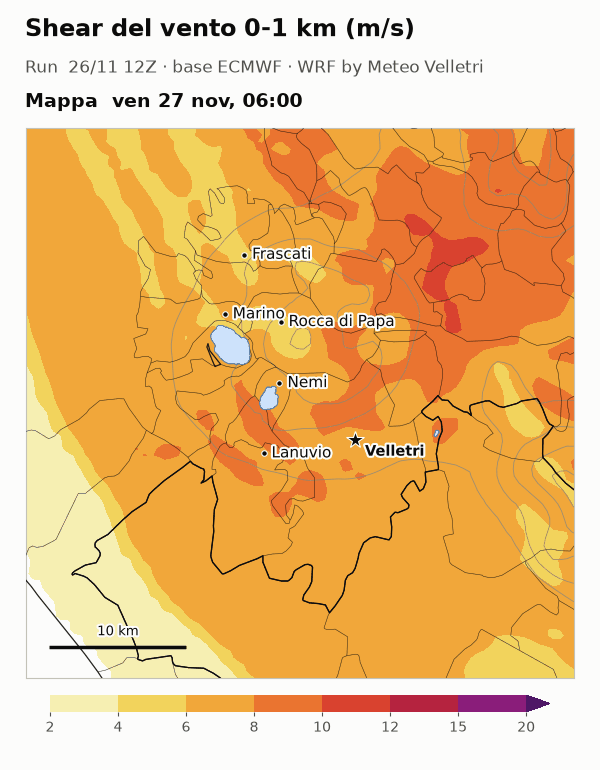 Shear del vento 0-1 km (m/s)
Run  26/11 12Z · base ECMWF · WRF by Meteo Velletri
Mappa  ven 27 nov, 06:00
Frascati
Marino
Rocca di Papa
Nemi
Velletri
Lanuvio
10 km
2 4 6 8 10 12 15 20